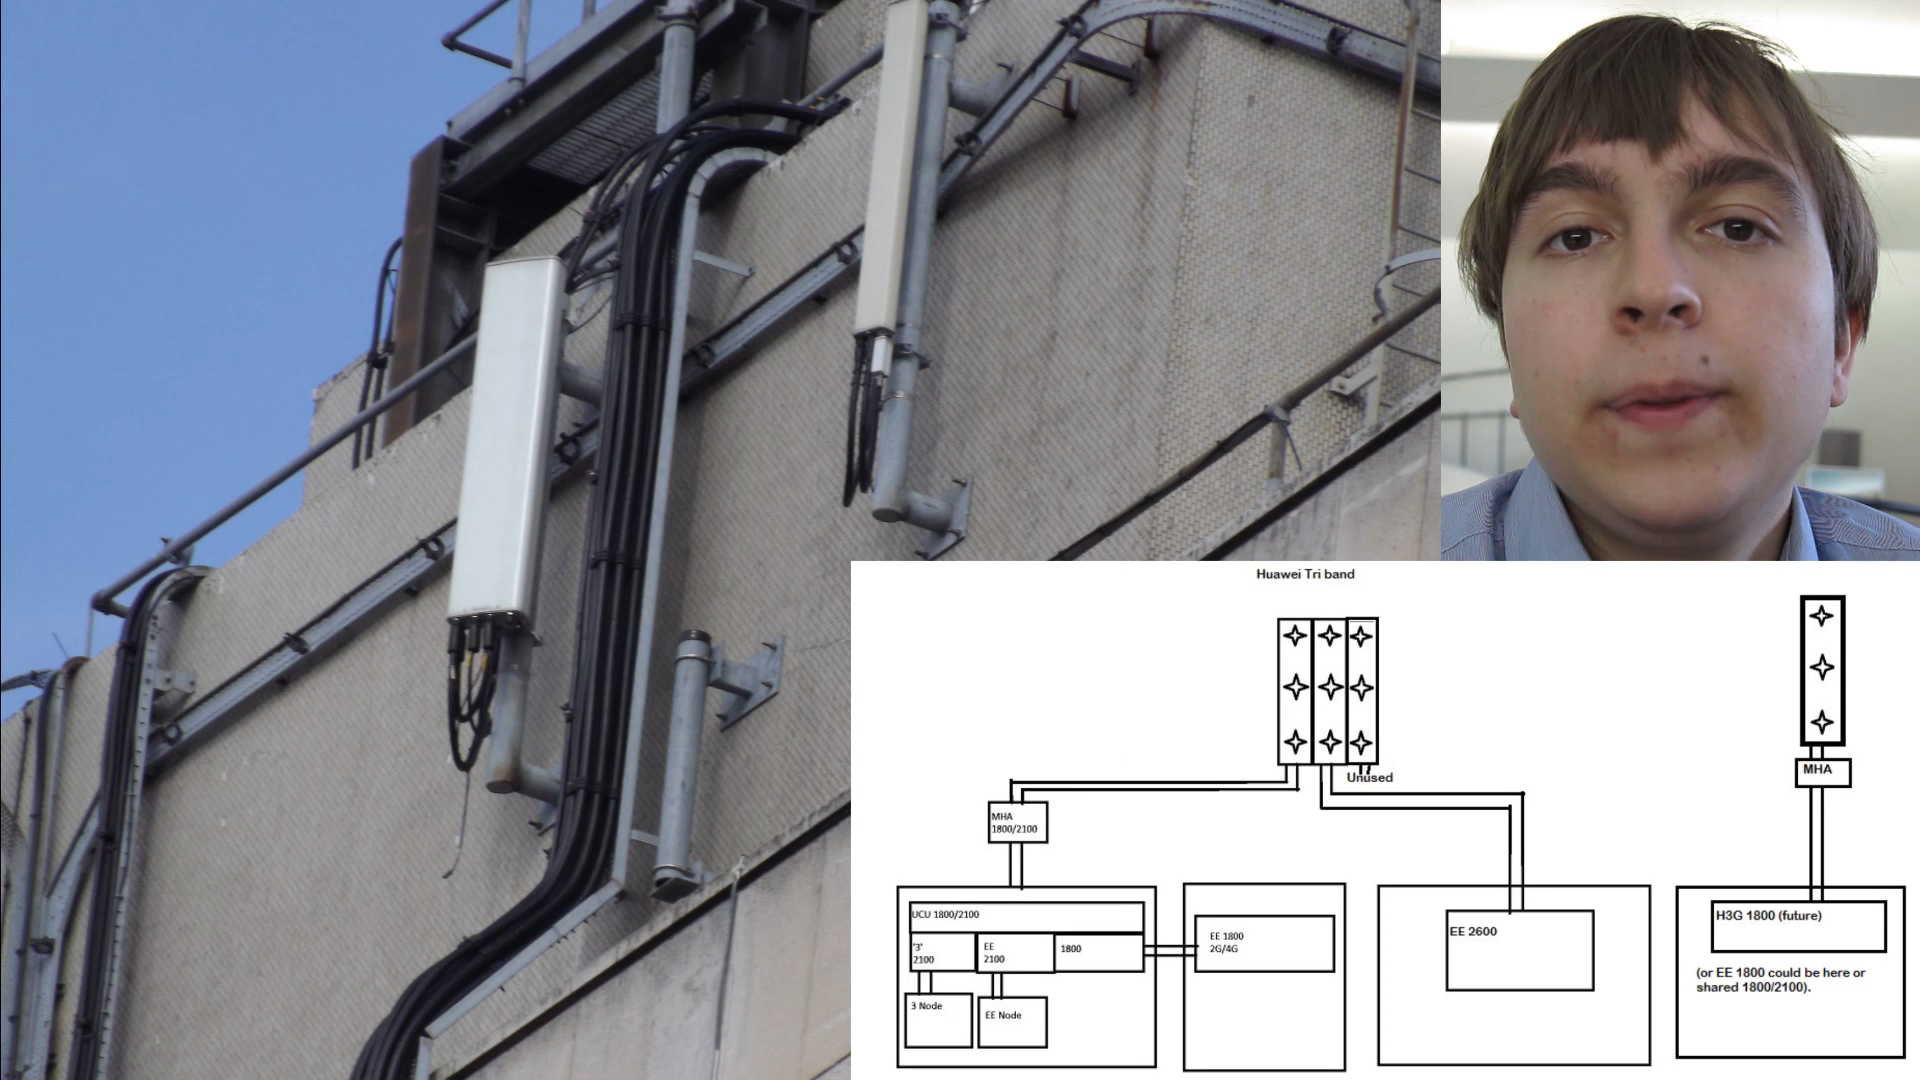 Huawei Tri band
Unused
MHA
MHA
1800/2100
UCU 1800/2100
'3'
2100
EE
2100
1800
3 Node
EE Node
EE 1800
2G/4G
EE 2600
H3G 1800 (future)
(or EE 1800 could be here or
shared 1800/2100).